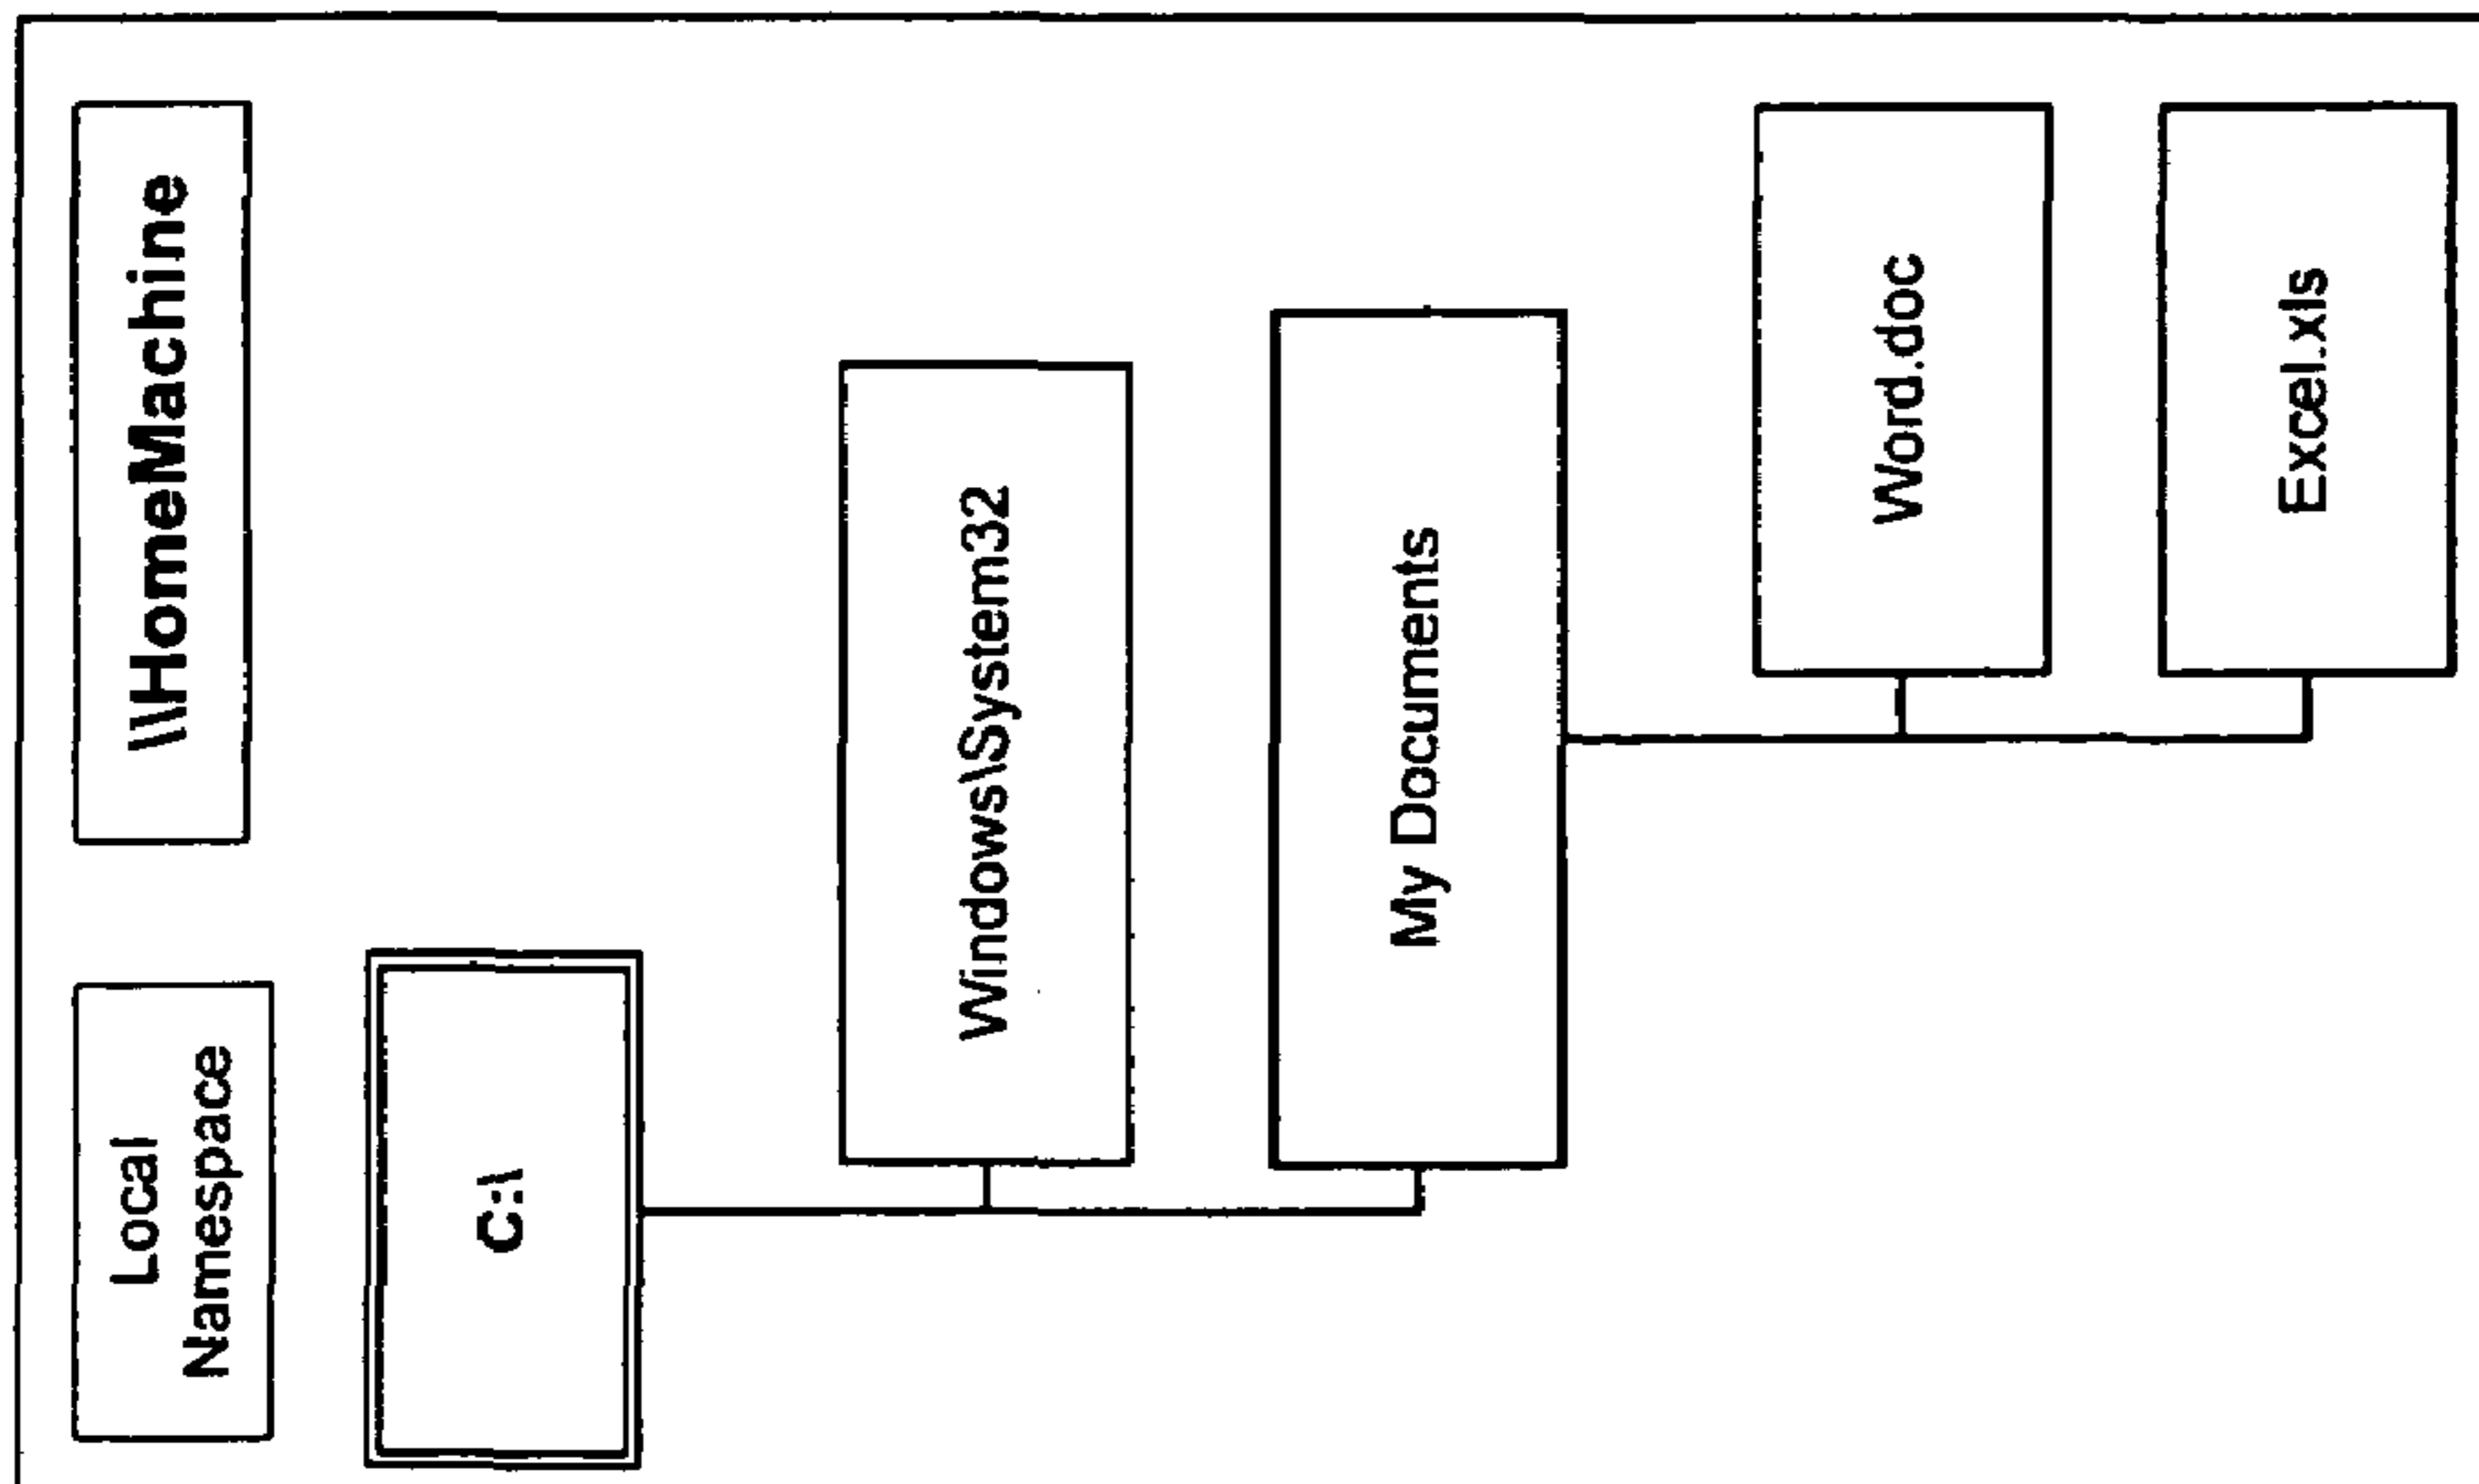 Local
Namespace
\\HomeMachine
C:\
Windows\System32
My Documents
Word.doc
Excel.xls